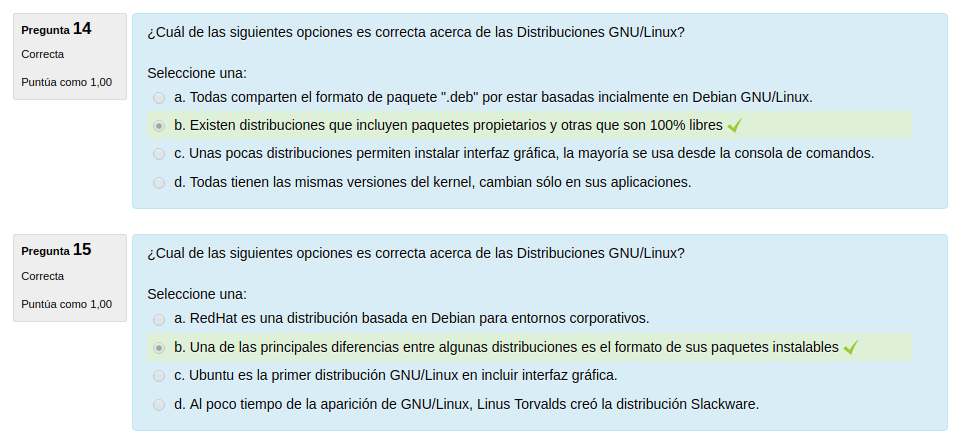 Pregunta 14
Correcta
Puntúa como 1,00
¿Cuál de las siguientes opciones es correcta acerca de las Distribuciones GNU/Linux?
Seleccione una:
a. Todas comparten el formato de paquete ".deb" por estar basadas incialmente en Debian GNU/Linux.
b. Existen distribuciones que incluyen paquetes propietarios y otras que son 100% libres
c. Unas pocas distribuciones permiten instalar interfaz gráfica, la mayoría se usa desde la consola de comandos.
d. Todas tienen las mismas versiones del kernel, cambian sólo en sus aplicaciones.
Pregunta 15
Correcta
Puntúa como 1,00
¿Cual de las siguientes opciones es correcta acerca de las Distribuciones GNU/Linux?
Seleccione una:
a. RedHat es una distribución basada en Debian para entornos corporativos.
b. Una de las principales diferencias entre algunas distribuciones es el formato de sus paquetes instalables
c. Ubuntu es la primer distribución GNU/Linux en incluir interfaz gráfica.
d. Al poco tiempo de la aparición de GNU/Linux, Linus Torvalds creó la distribución Slackware.